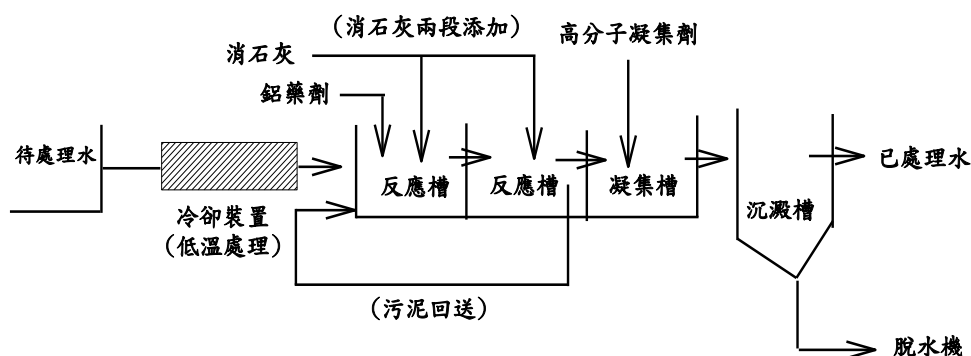 (消石灰兩段添加)
消石灰
高分子凝集劑
鋁藥劑
待處理水
反應槽
反應槽
凝集槽
沉澱槽
已處理水
冷卻裝置
(低溫處理)
(污泥回送)
脫水機